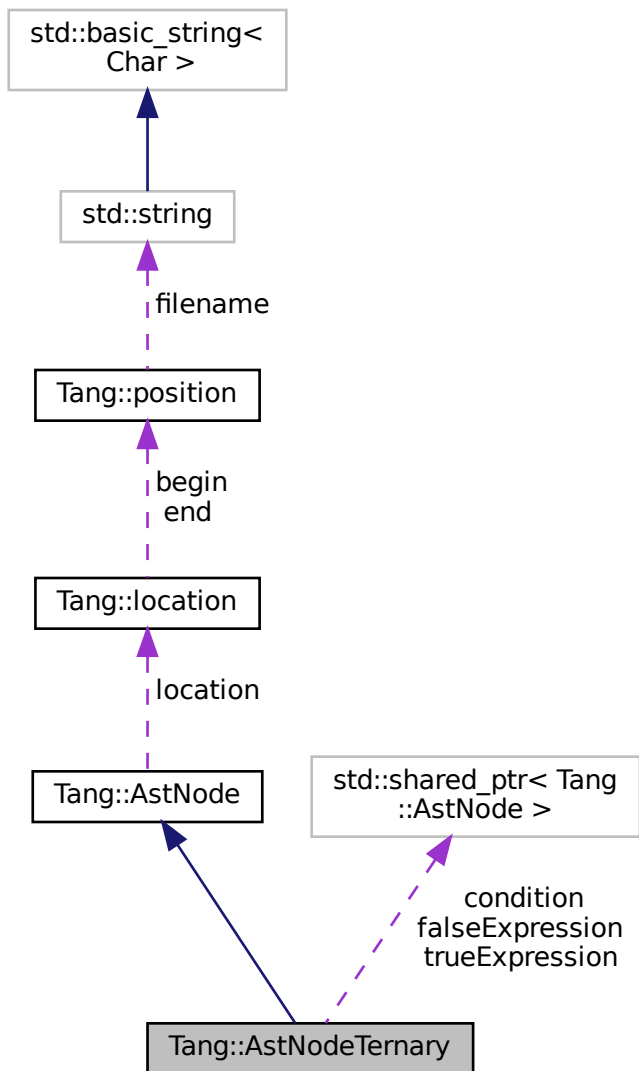 std::basic_string<
Char >
std::string
filename
Tang::position
begin
end
Tang::location
location
Tang::AstNode
std::shared_ptr< Tang
::AstNode >
condition
falseExpression
trueExpression
Tang::AstNodeTernary